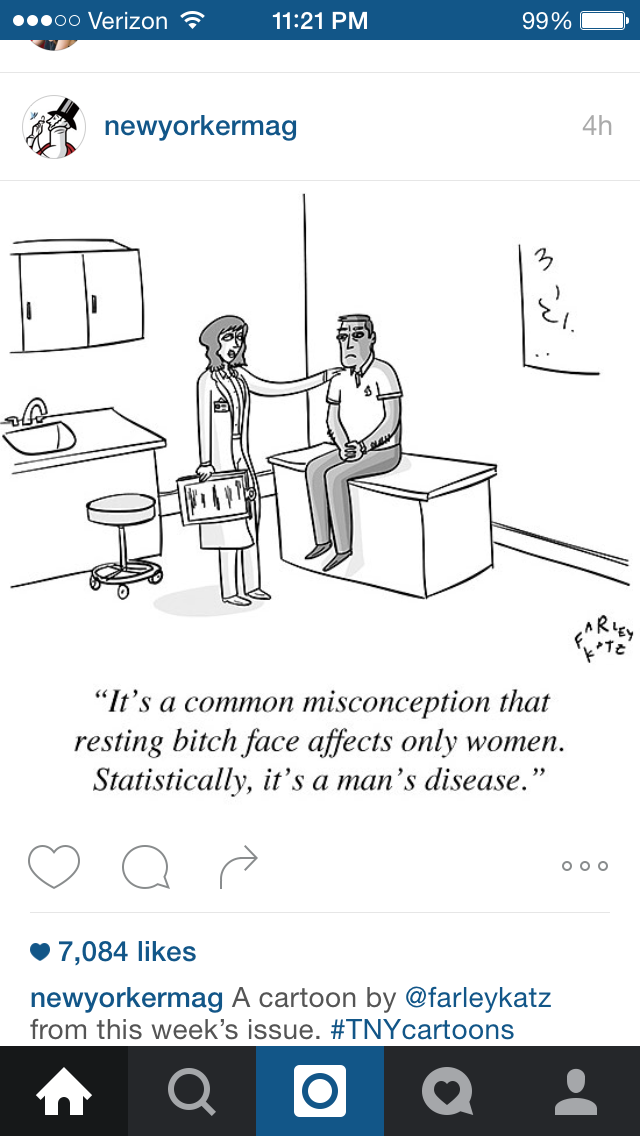 Verizon 11:21 PM 99%
newyorkermag 4h
FARLEY
KATZ
“It’s a common misconception that
resting bitch face affects only women.
Statistically, it’s a man’s disease.”
7,084 likes
newyorkermag A cartoon by @farleykatz
from this week’s issue. #TNYcartoons